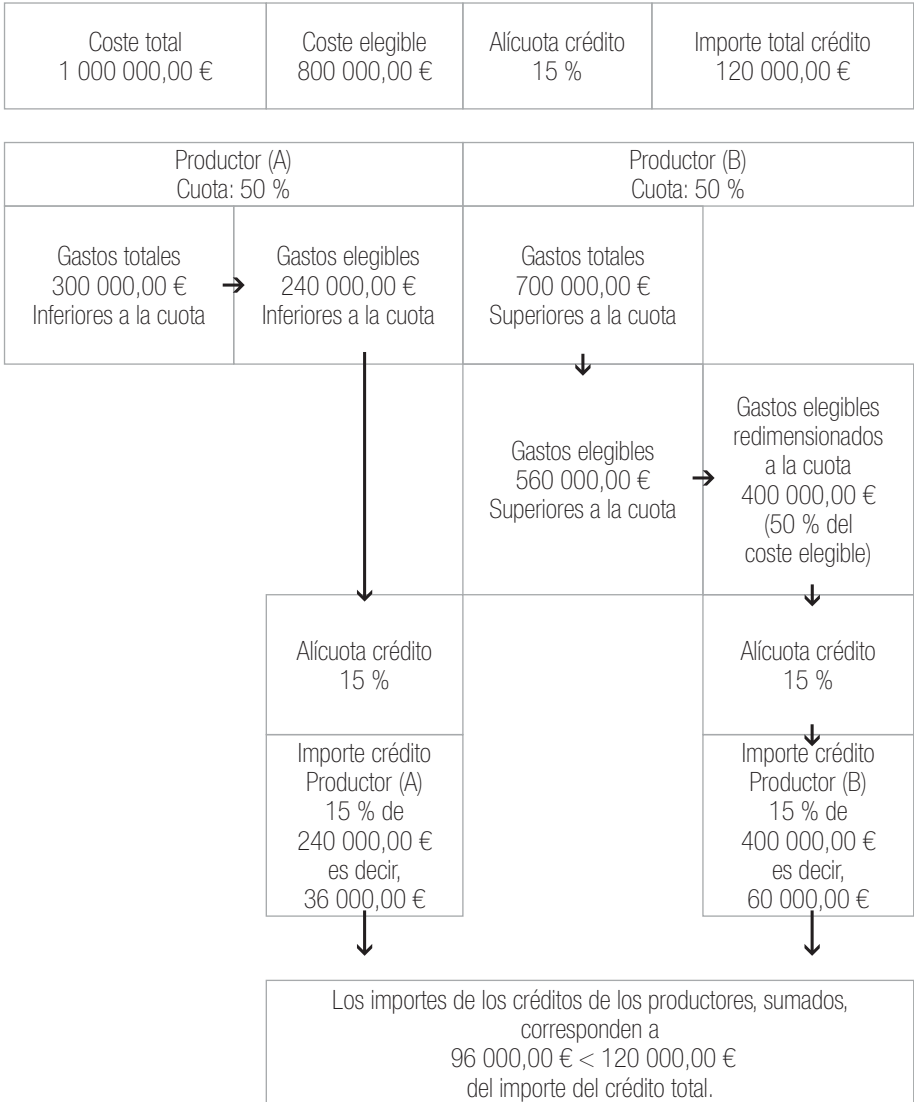 Coste total
1 000 000,00 €
Coste elegible
800 000,00 €
Alícuota crédito
15 %
Importe total crédito
120 000,00 €
Productor (A)
Cuota: 50 %
Productor (B)
Cuota: 50 %
Gastos totales
300 000,00 €
Inferiores a la cuota
Gastos elegibles
240 000,00 €
Inferiores a la cuota
Gastos totales
700 000,00 €
Superiores a la cuota
Gastos elegibles
560 000,00 €
Superiores a la cuota
Gastos elegibles
redimensionados
a la cuota
400 000,00 €
(50 % del
coste elegible)
Alícuota crédito
15 %
Alícuota crédito
15 %
Importe crédito
Productor (A)
15 % de
240 000,00 €
es decir,
36 000,00 €
Importe crédito
Productor (B)
15 % de
400 000,00 €
es decir,
60 000,00 €
Los importes de los créditos de los productores, sumados,
corresponden a
96 000,00 € < 120 000,00 €
del importe del crédito total.